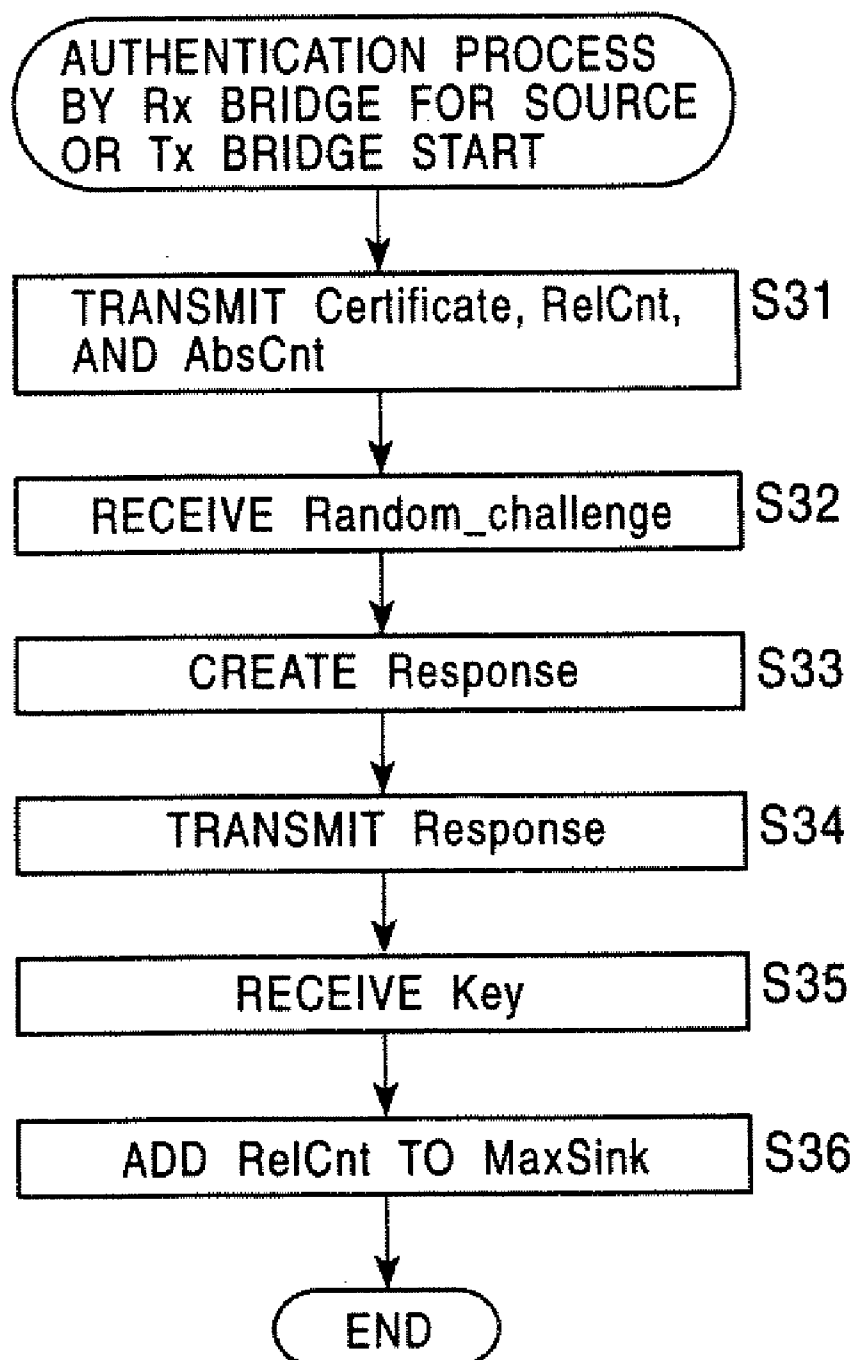 AUTHENTICATION PROCESS
BY Rx BRIDGE FOR SOURCE
OR Tx BRIDGE START
TRANSMIT Certificate, RelCnt,
AND AbsCnt
S31
RECEIVE Random_challenge
S32
CREATE Response
S33
TRANSMIT Response
S34
RECEIVE Key
S35
ADD RelCnt TO MaxSink
S36
END